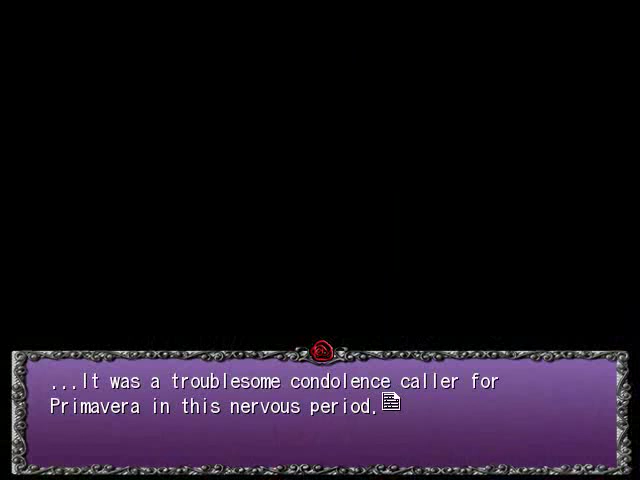 ...It was a troublesome condolence caller for
Primavera in this nervous period.